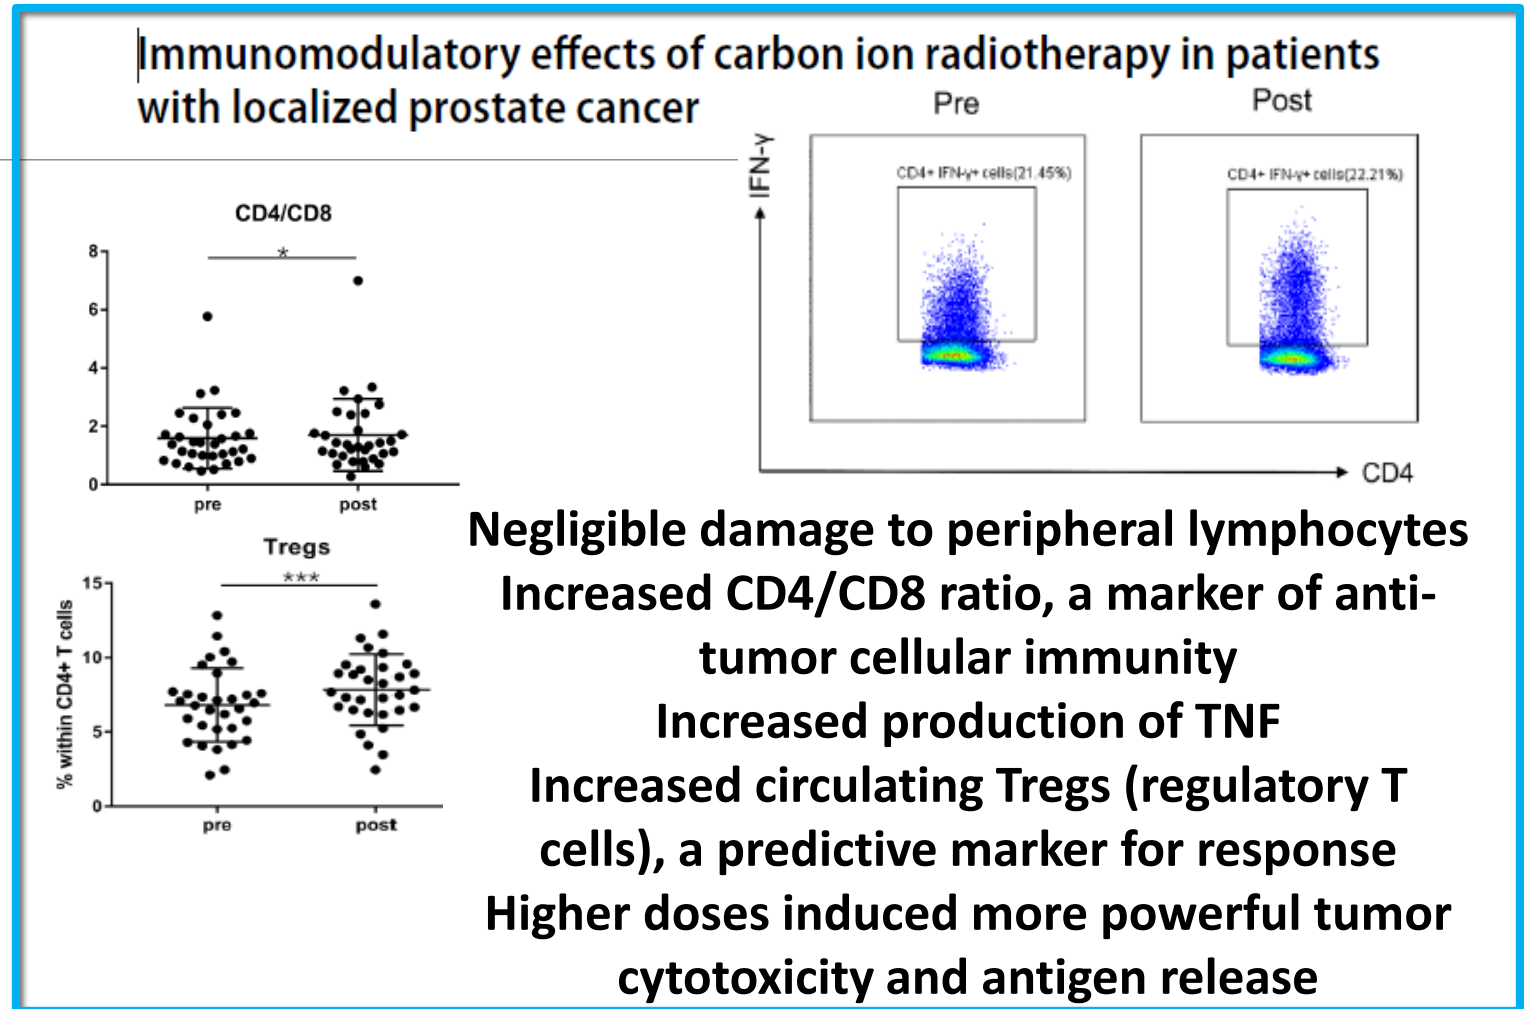 Immunomodulatory effects of carbon ion radiotherapy in patients
with localized prostate cancer
CD4/CD8
*
8
6
4
2
0
pre
post
Tregs
***
% within CD4+ T cells
15
10
5
0
pre
post
Pre
Post
IFN-γ
CD4+ IFN-γ+ cells(21.45%)
CD4+ IFN-γ+ cells(22.21%)
CD4
Negligible damage to peripheral lymphocytes
Increased CD4/CD8 ratio, a marker of anti-
tumor cellular immunity
Increased production of TNF
Increased circulating Tregs (regulatory T
cells), a predictive marker for response
Higher doses induced more powerful tumor
cytotoxicity and antigen release